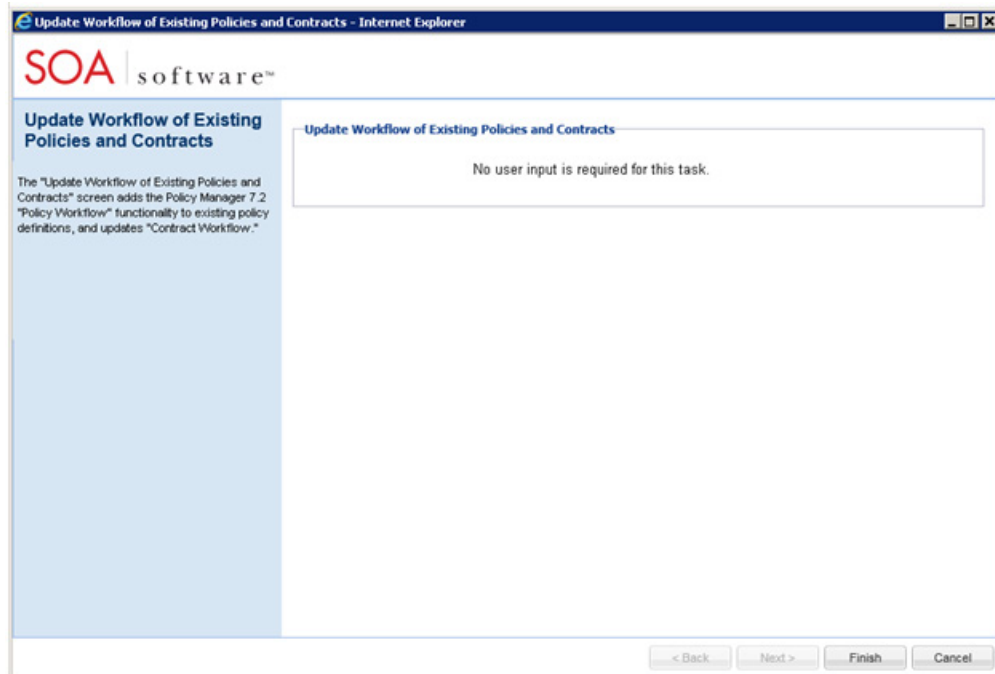 Update Workflow of Existing Policies and Contracts - Internet Explorer
SOA software™
Update Workflow of Existing
Policies and Contracts
The "Update Workflow of Existing Policies and
Contracts" screen adds the Policy Manager 7.2
"Policy Workflow" functionality to existing policy
definitions, and updates "Contract Workflow."
Update Workflow of Existing Policies and Contracts
No user input is required for this task.
< Back Next > Finish Cancel